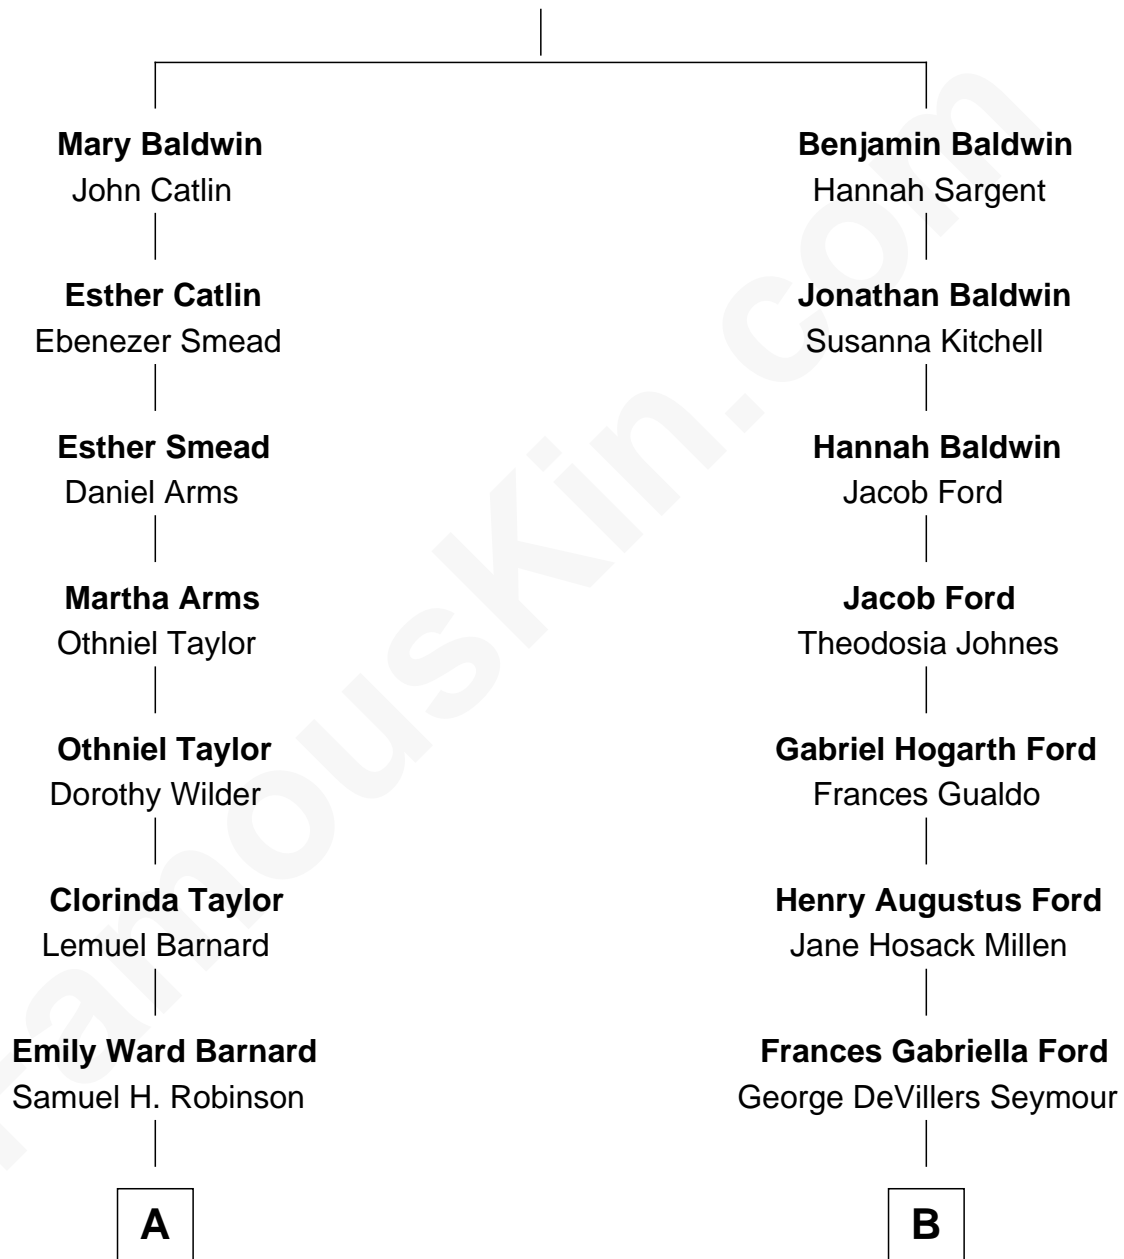 Mary Baldwin
John Catlin
Esther Catlin
Ebenezer Smead
Esther Smead
Daniel Arms
Martha Arms
Othniel Taylor
Othniel Taylor
Dorothy Wilder
Clorinda Taylor
Lemuel Barnard
Emily Ward Barnard
Samuel H. Robinson
A
Benjamin Baldwin
Hannah Sargent
Jonathan Baldwin
Susanna Kitchell
Hannah Baldwin
Jacob Ford
Jacob Ford
Theodosia Johnes
Gabriel Hogarth Ford
Frances Gualdo
Henry Augustus Ford
Jane Hosack Millen
Frances Gabriella Ford
George DeVillers Seymour
B
FamousKin.com